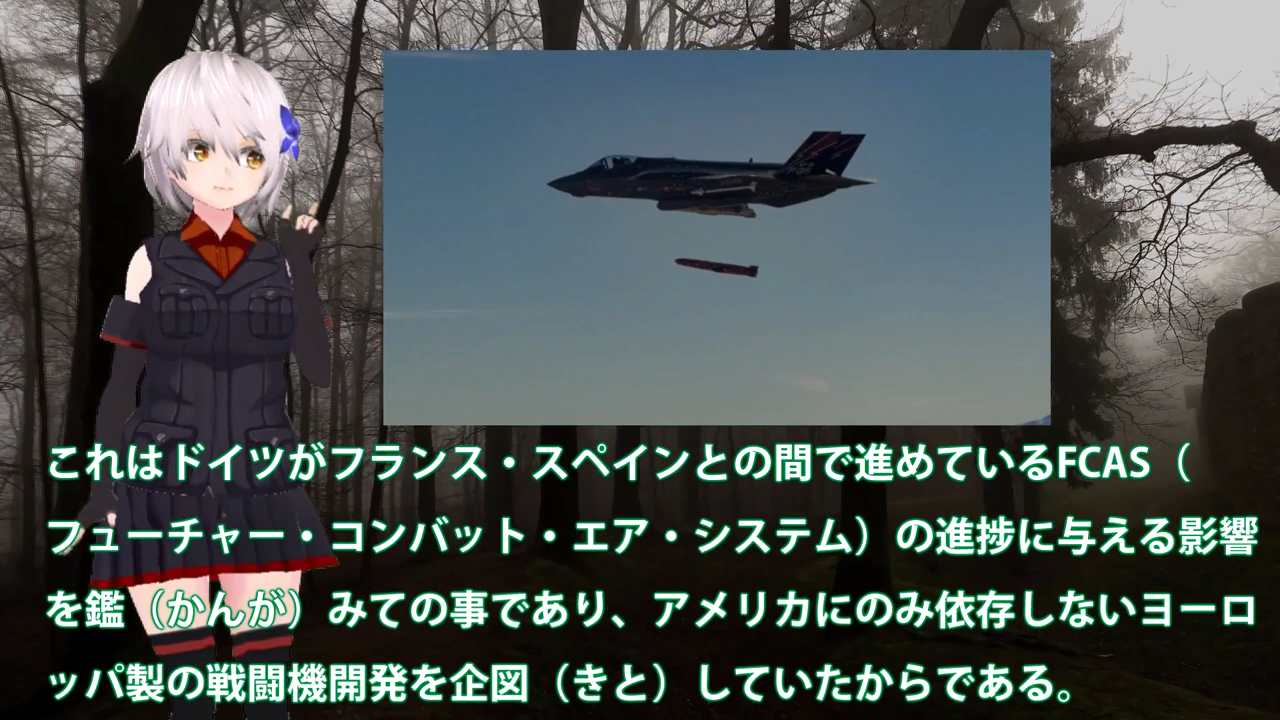 これはドイツがフランス・スペインとの間で進めているFCAS（
フューチャー・コンバット・エア・システム）の進捗に与える影響
を鑑（かんが）みての事であり、アメリカにのみ依存しないヨーロ
ッパ製の戦闘機開発を企図（きと）していたからである。